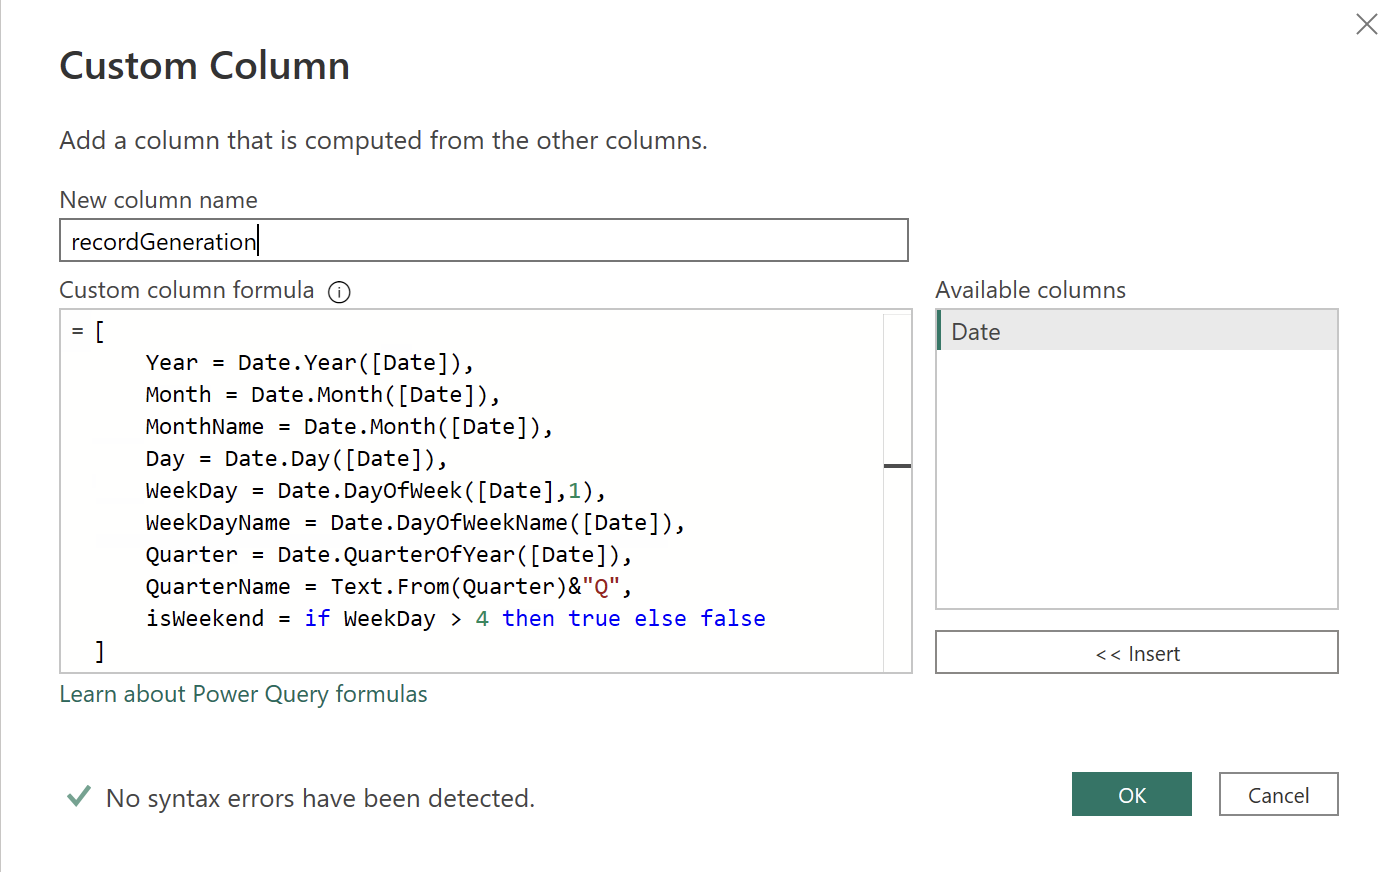 Custom Column
Add a column that is computed from the other columns.
New column name
recordGeneration
Custom column formula
Available columns
= [
Year = Date.Year([Date]),
Month = Date.Month([Date]),
MonthName = Date.Month([Date]),
Day = Date.Day([Date]),
WeekDay = Date.DayOfWeek([Date],1),
WeekDayName = Date.DayOfWeekName([Date]),
Quarter = Date.QuarterOfYear([Date]),
QuarterName = Text.From(Quarter)&"Q",
isWeekend = if WeekDay > 4 then true else false
]
Date
<< Insert
Learn about Power Query formulas
No syntax errors have been detected.
OK
Cancel